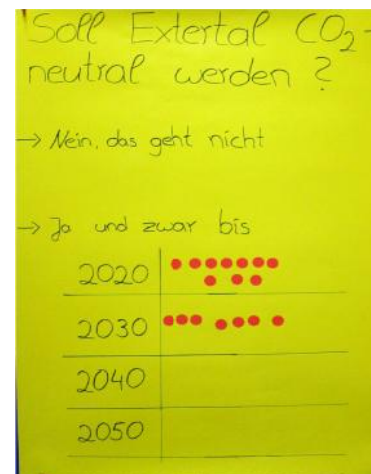 Soll Extertal CO₂-
neutral werden ?
→ Nein, das geht nicht
→ Ja und zwar bis
2020
2030
2040
2050